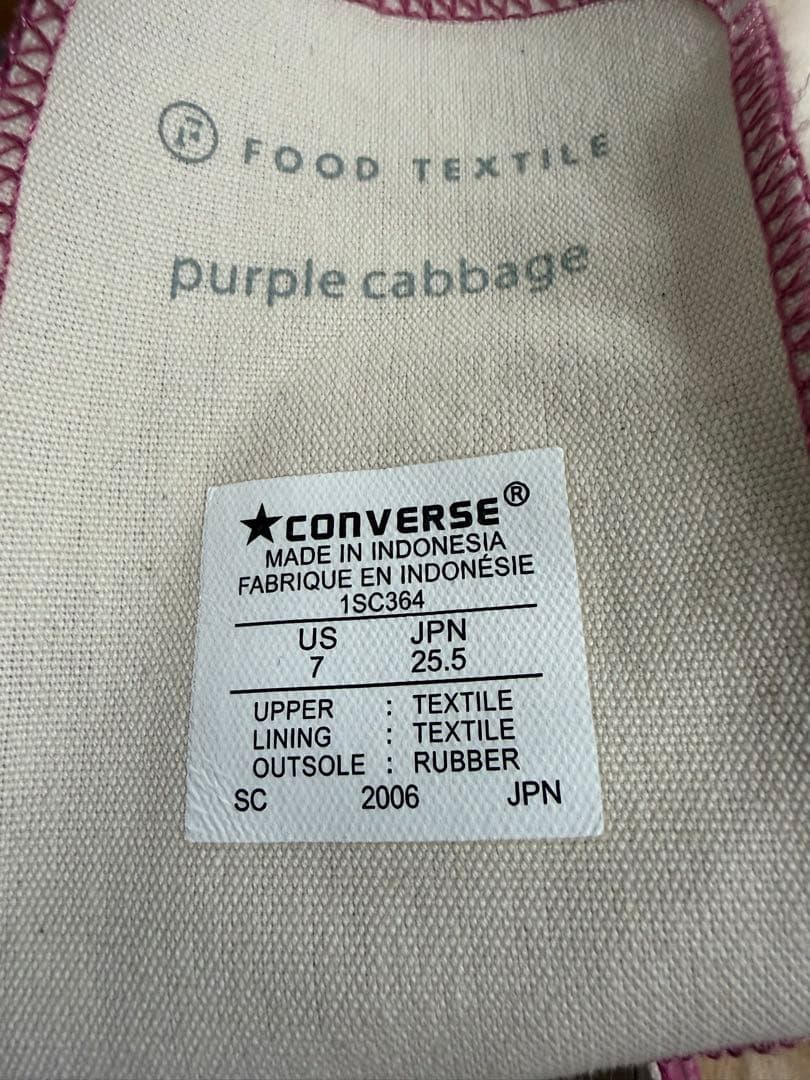 FOOD TEXTILE
purple cabbage
★CONVERSE®
MADE IN INDONESIA
FABRIQUE EN INDONÉSIE
1SC364
US JPN
7 25.5
UPPER : TEXTILE
LINING : TEXTILE
OUTSOLE : RUBBER
SC 2006 JPN